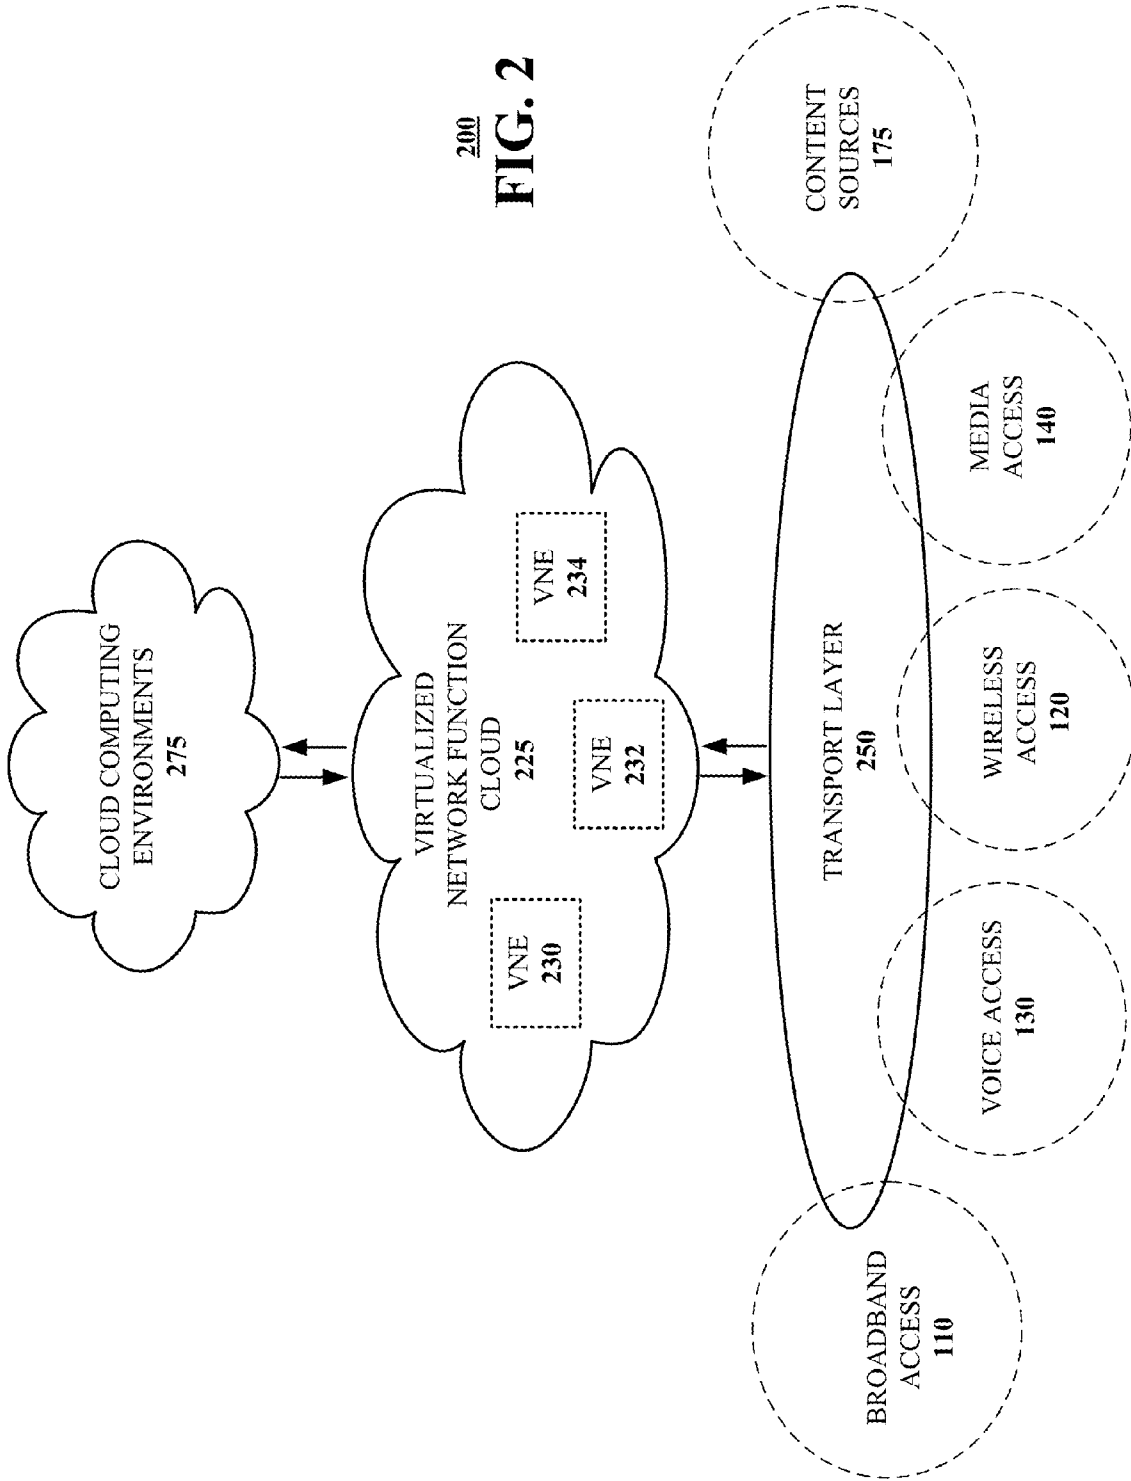 CLOUD COMPUTING
ENVIRONMENTS
275
VIRTUALIZED
NETWORK FUNCTION
CLOUD
225
VNE
230
VNE
232
VNE
234
200
FIG. 2
TRANSPORT LAYER
250
BROADBAND
ACCESS
110
VOICE ACCESS
130
WIRELESS
ACCESS
120
MEDIA
ACCESS
140
CONTENT
SOURCES
175